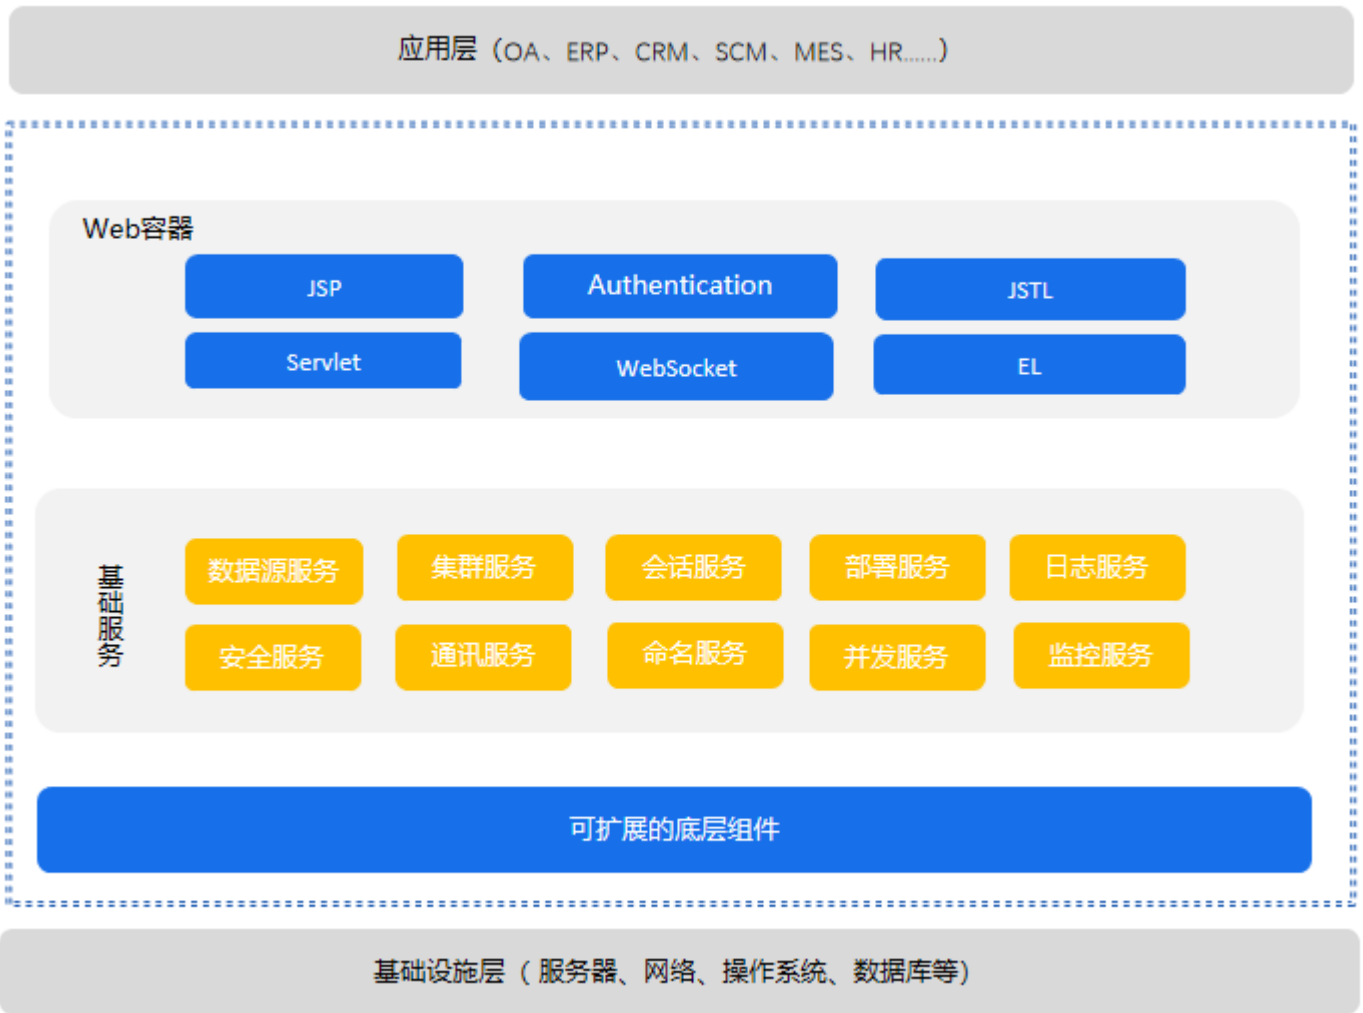 应用层（OA、ERP、CRM、SCM、MES、HR......）
Web容器
JSP
Authentication
JSTL
Servlet
WebSocket
EL
基础服务
数据源服务
集群服务
会话服务
部署服务
日志服务
安全服务
通讯服务
命名服务
并发服务
监控服务
可扩展的底层组件
基础设施层（ 服务器、网络、操作系统、数据库等）